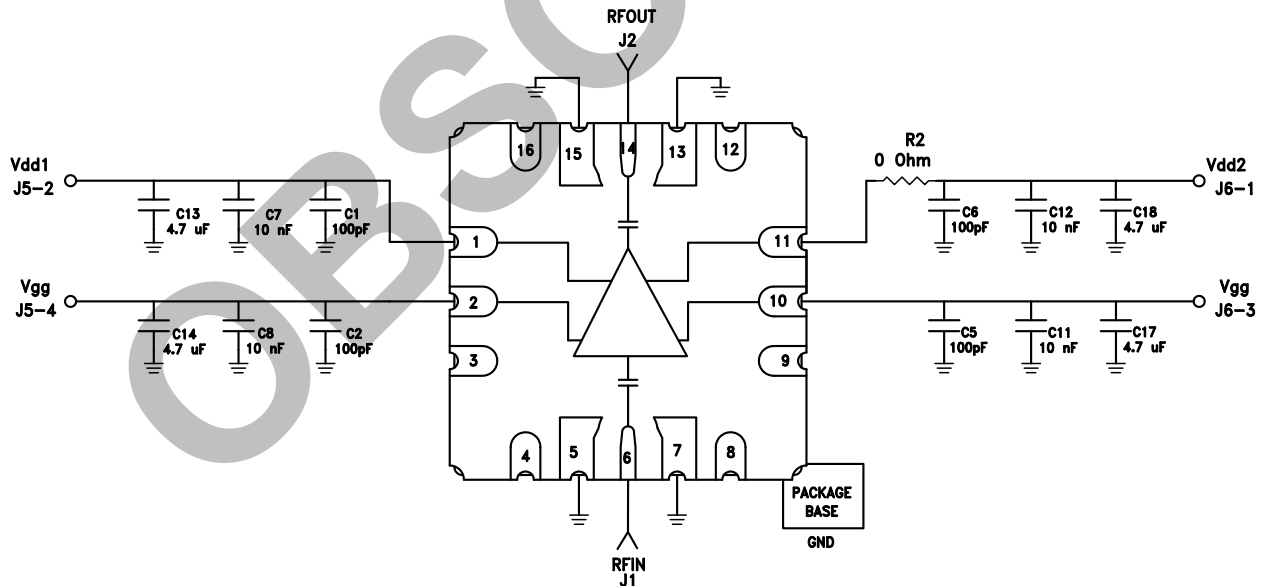 RFOUT
J2
16
15
14
13
12
R2
0 Ohm
Vdd1
J5-2
Vdd2
J6-1
C13
4.7 uF
C7
10 nF
C1
100pF
1
11
C6
100pF
C12
10 nF
C18
4.7 uF
Vgg
J5-4
Vgg
J6-3
C14
4.7 uF
C8
10 nF
C2
100pF
2
10
C5
100pF
C11
10 nF
C17
4.7 uF
3
9
4
5
6
7
8
PACKAGE
BASE
GND
RFIN
J1